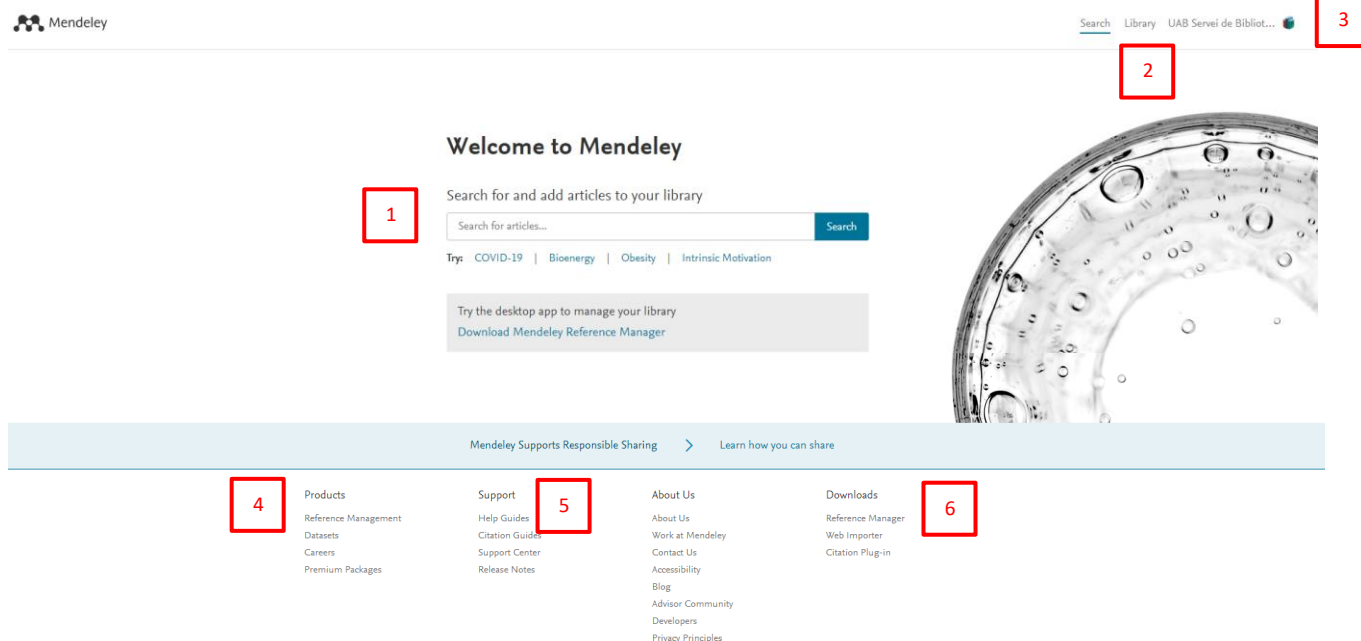 Mendeley
Search Library UAB Servei de Bibliot...
3
2
Welcome to Mendeley
Search for and add articles to your library
1
Search for articles... Search
Try: COVID-19 | Bioenergy | Obesity | Intrinsic Motivation
Try the desktop app to manage your library
Download Mendeley Reference Manager
Mendeley Supports Responsible Sharing > Learn how you can share
4
Products
Reference Management
Datasets
Careers
Premium Packages
Support
5
Help Guides
Citation Guides
Support Center
Release Notes
About Us
About Us
Work at Mendeley
Contact Us
Accessibility
Blog
Advisor Community
Developers
Privacy Principles
Downloads
6
Reference Manager
Web Importer
Citation Plug-in